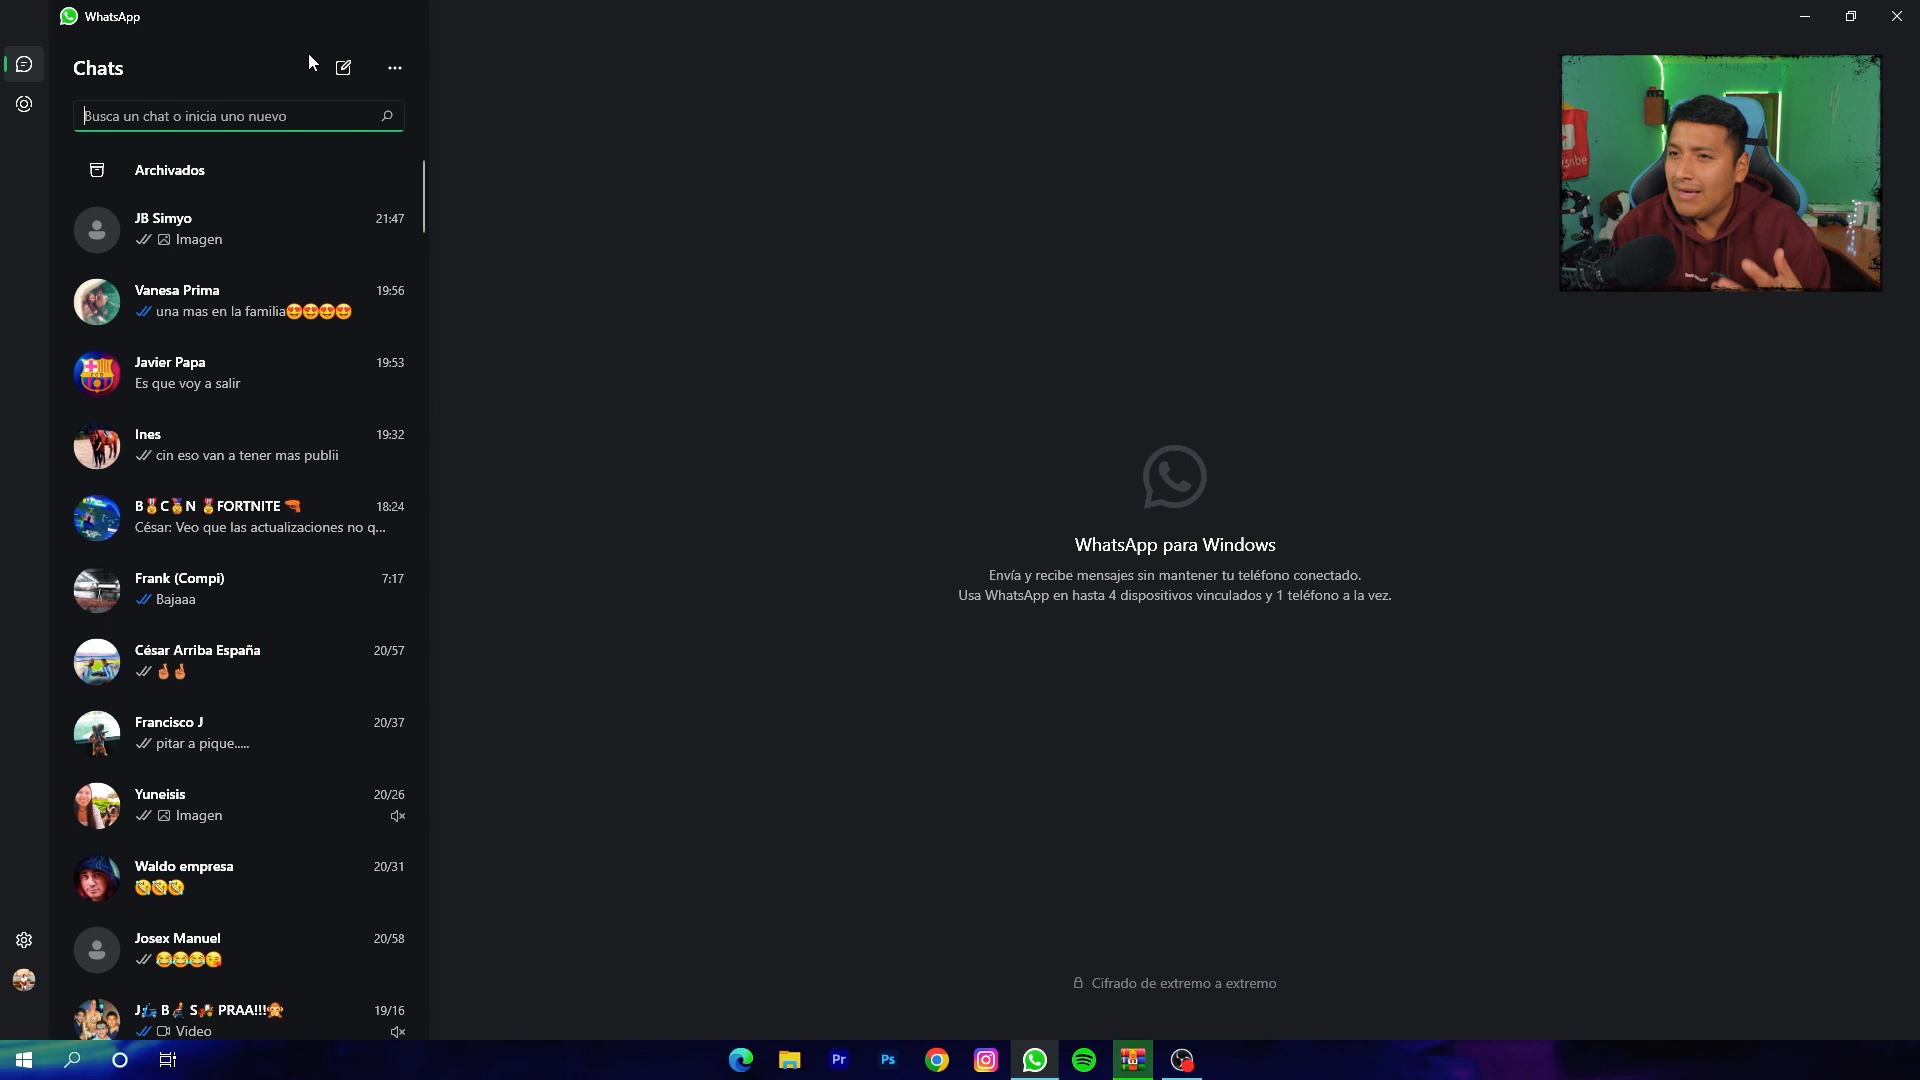 WhatsApp
Chats
Busca un chat o inicia uno nuevo
Archivados
JB Simyo 21:47
Imagen
Vanesa Prima 19:56
una mas en la familia😍😍😍😍
Javier Papa 19:53
Es que voy a salir
Ines 19:32
cin eso van a tener mas publii
B🎖️C🏅N 🎖️FORTNITE 🔫 18:24
César: Veo que las actualizaciones no q...
Frank (Compi) 7:17
Bajaaa
César Arriba España 20/57
🤞🤞
Francisco J 20/37
pitar a pique.....
Yuneisis 20/26
Imagen
Waldo empresa 20/31
🤣🤣🤣
Josex Manuel 20/58
😂😂😂😘
J🛵 B 👩‍🦽 S🚜 PRAA!!!🙊 19/16
Video
WhatsApp para Windows
Envía y recibe mensajes sin mantener tu teléfono conectado.
Usa WhatsApp en hasta 4 dispositivos vinculados y 1 teléfono a la vez.
Cifrado de extremo a extremo
Pr
Ps